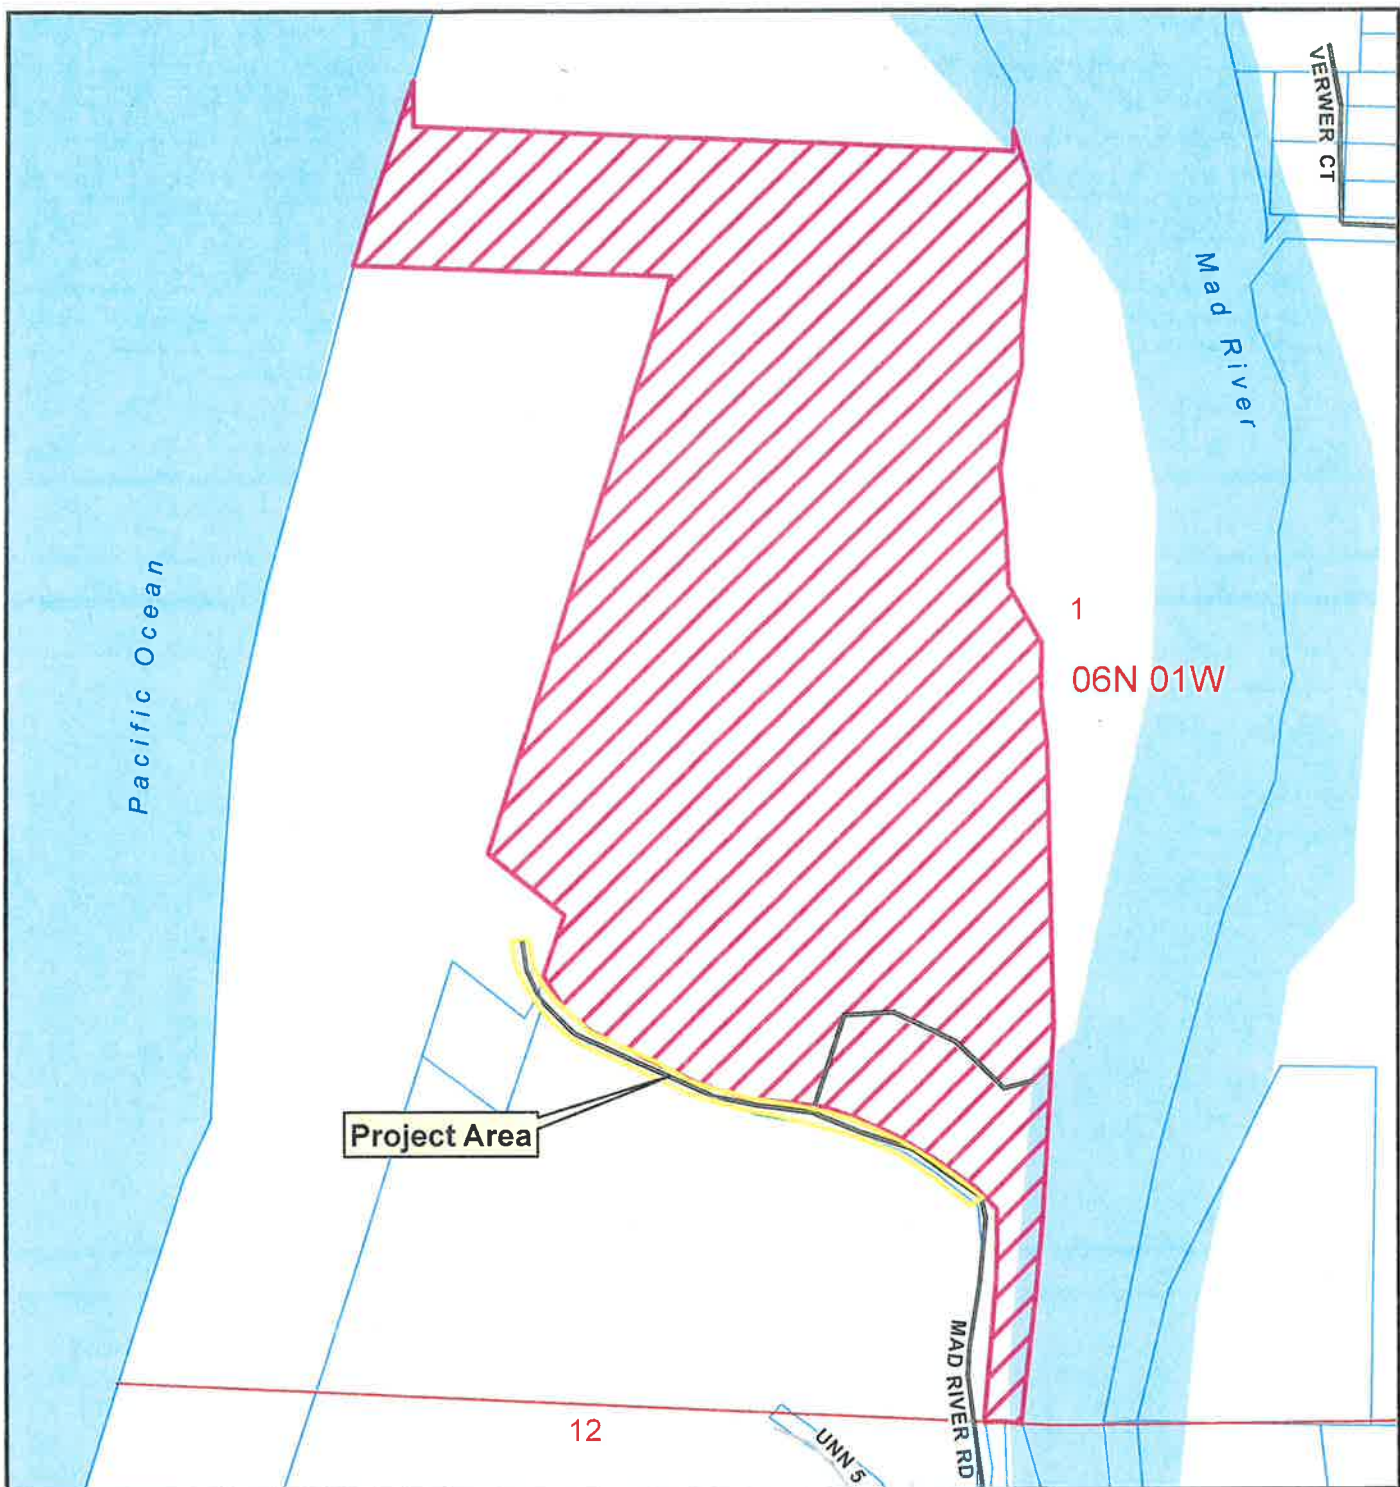 VERWER CT
Mad River
Pacific Ocean
1
06N 01W
Project Area
MAD RIVER RD
12
UNN 5